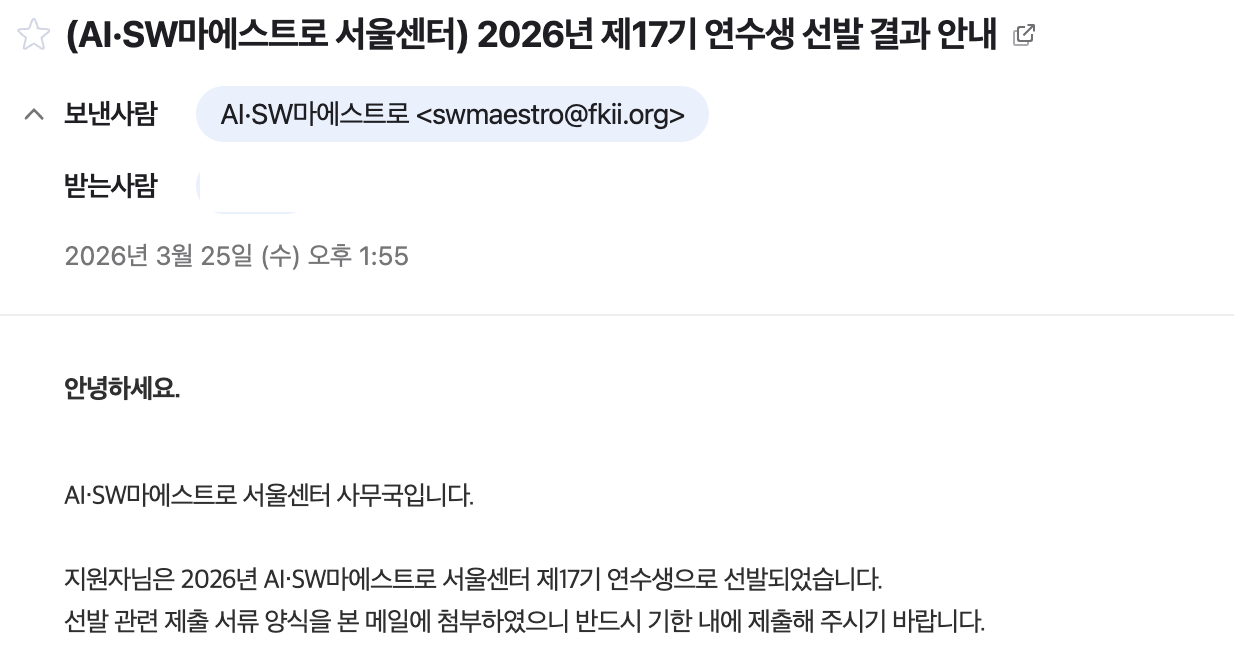 (AI·SW마에스트로 서울센터) 2026년 제17기 연수생 선발 결과 안내
보낸사람 AI·SW마에스트로 <swmaestro@fkii.org>
받는사람
2026년 3월 25일 (수) 오후 1:55
안녕하세요.
AI·SW마에스트로 서울센터 사무국입니다.
지원자님은 2026년 AI·SW마에스트로 서울센터 제17기 연수생으로 선발되었습니다.
선발 관련 제출 서류 양식을 본 메일에 첨부하였으니 반드시 기한 내에 제출해 주시기 바랍니다.